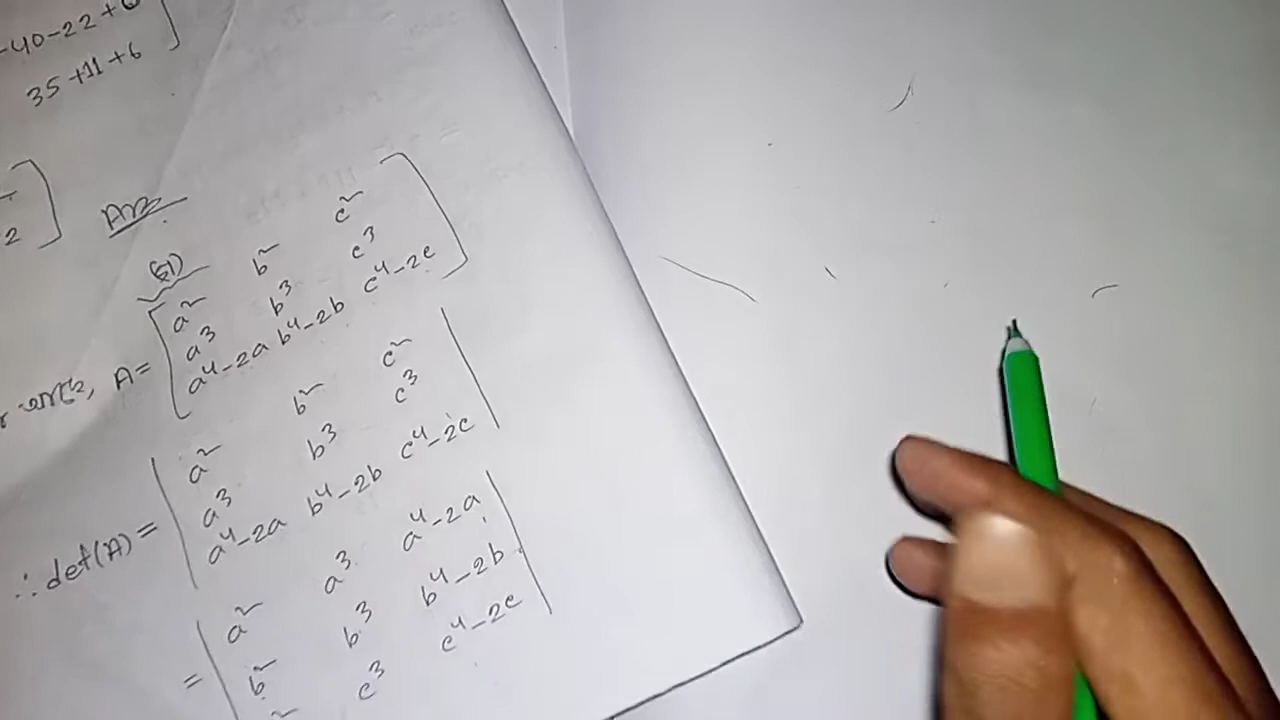 -40-22+6
35+11+6
2
Ans
(গ)
A = [ a² b² c²
a³ b³ c³
a⁴-2a b⁴-2b c⁴-2c ]
∴ det(A) = | a² b² c²
a³ b³ c³
a⁴-2a b⁴-2b c⁴-2c |
= | a² a³ a⁴-2a
b² b³ b⁴-2b
c³ c⁴-2c |